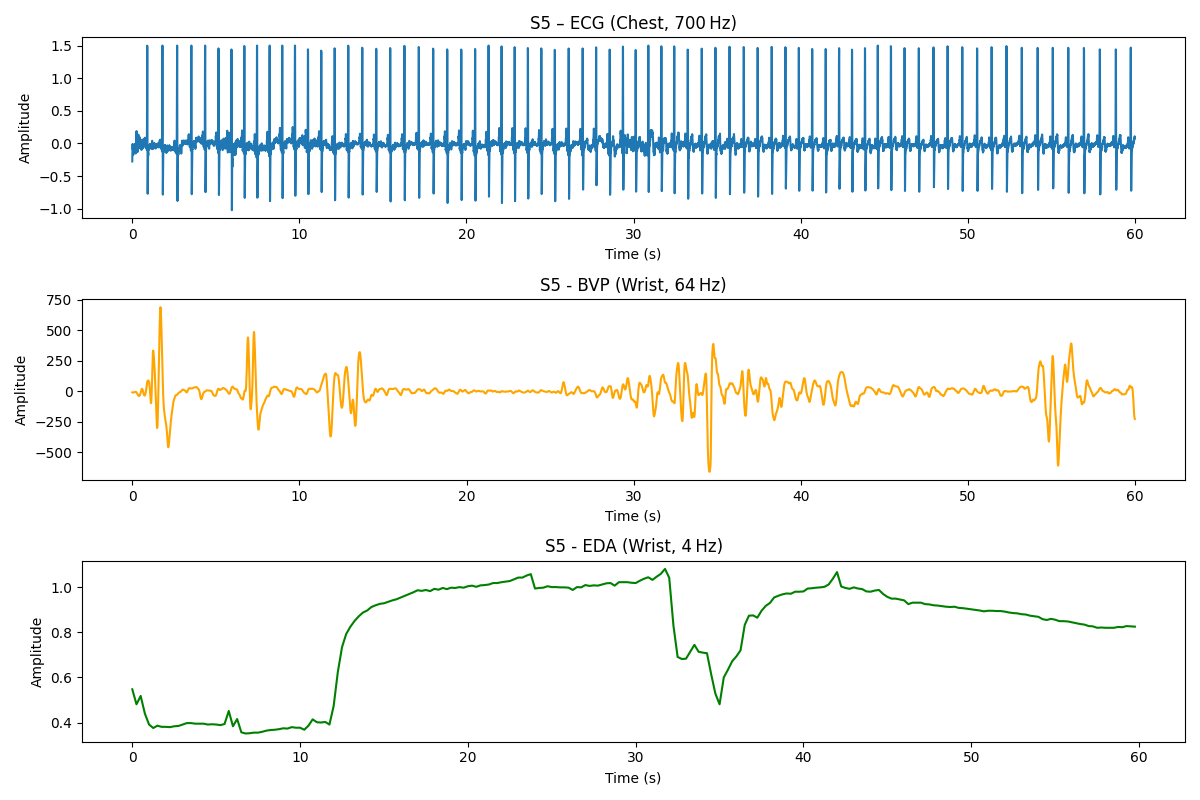 S5 – ECG (Chest, 700 Hz)
1.5
1.0
0.5
0.0
−0.5
−1.0
Amplitude
0 10 20 30 40 50 60
Time (s)
S5 - BVP (Wrist, 64 Hz)
750
500
250
0
−250
−500
Amplitude
0 10 20 30 40 50 60
Time (s)
S5 - EDA (Wrist, 4 Hz)
1.0
0.8
0.6
0.4
Amplitude
0 10 20 30 40 50 60
Time (s)